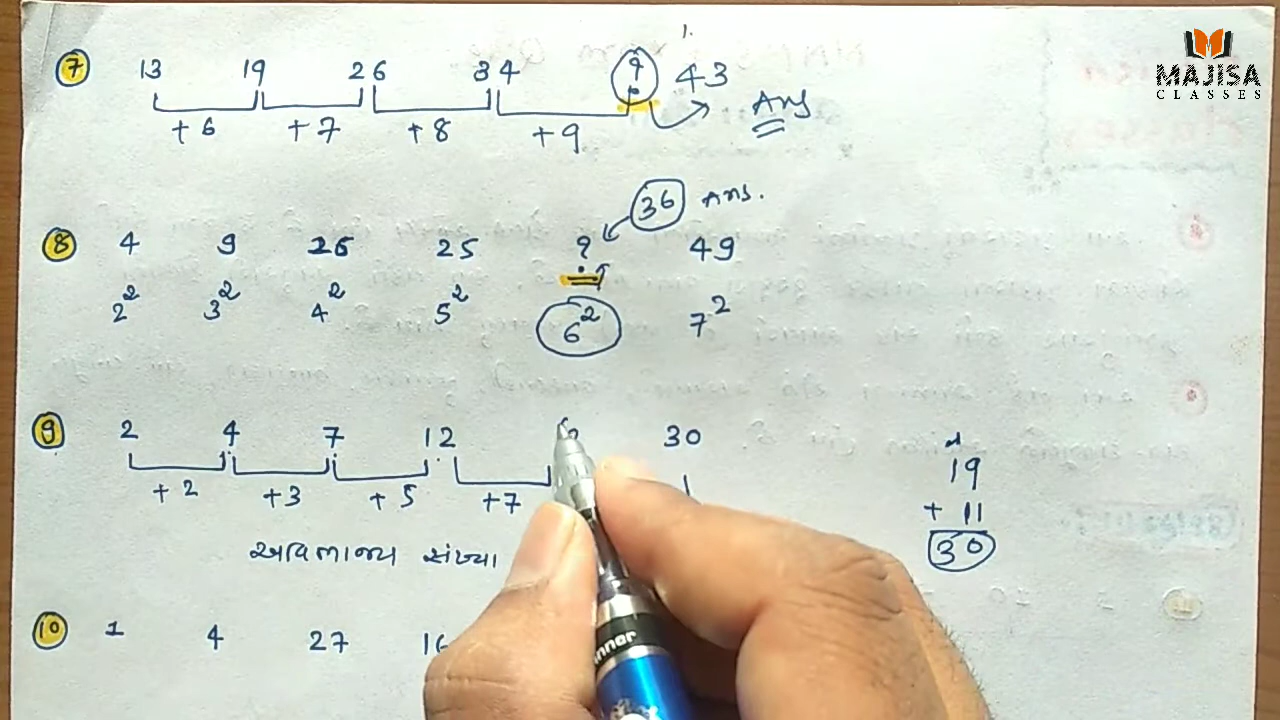 MAJISA
CLASSES
7 13 19 26 34 ? 43
+6 +7 +8 +9 Ans
36 Ans.
8 4 9 16 25 ? 49
2² 3² 4² 5² 6² 7²
9 2 4 7 12 30
+2 +3 +5 +7
19
+ 11
30
અવિભાજ્ય સંખ્યા
10 1 4 27